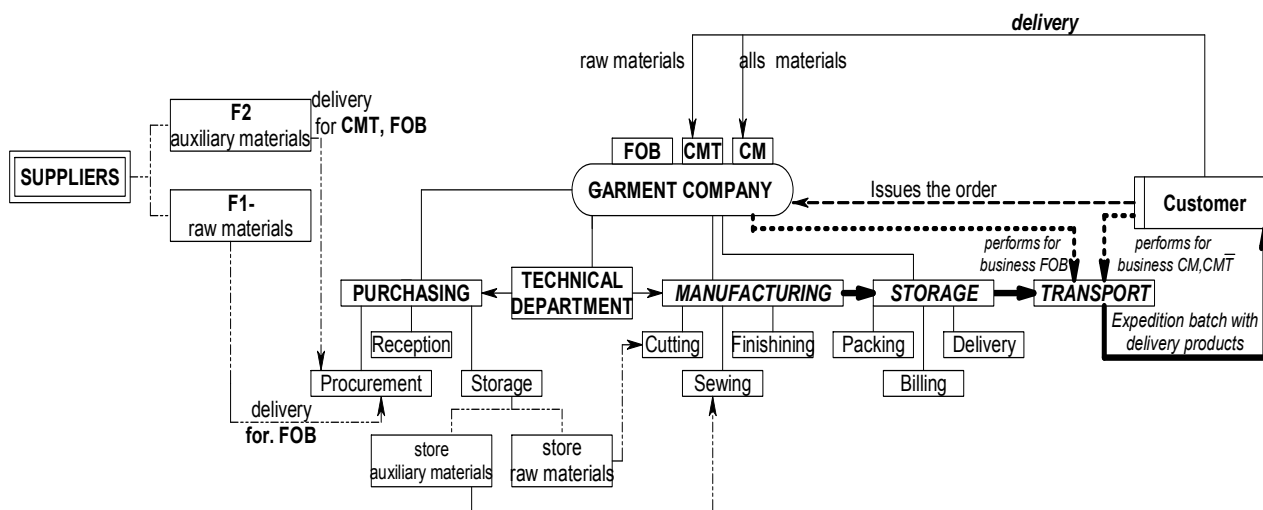 delivery
raw materials
alls materials
F2
auxiliary materials
delivery
for CMT, FOB
SUPPLIERS
F1-
raw materials
FOB
CMT
CM
GARMENT COMPANY
Issues the order
Customer
performs for
business FOB
performs for
business CM,CMT
PURCHASING
TECHNICAL
DEPARTMENT
MANUFACTURING
STORAGE
TRANSPORT
Reception
Cutting
Finishining
Packing
Delivery
Expedition batch with
delivery products
Procurement
Storage
Sewing
Billing
delivery
for. FOB
store
auxiliary materials
store
raw materials